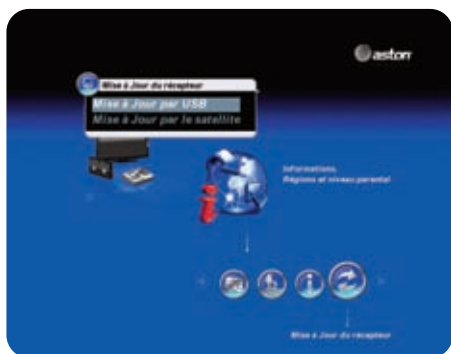 aston
Mise à Jour du récepteur
Mise à Jour par USB
Mise à Jour par le satellite
Informations,
Régions et niveau parental
Mise à Jour du récepteur